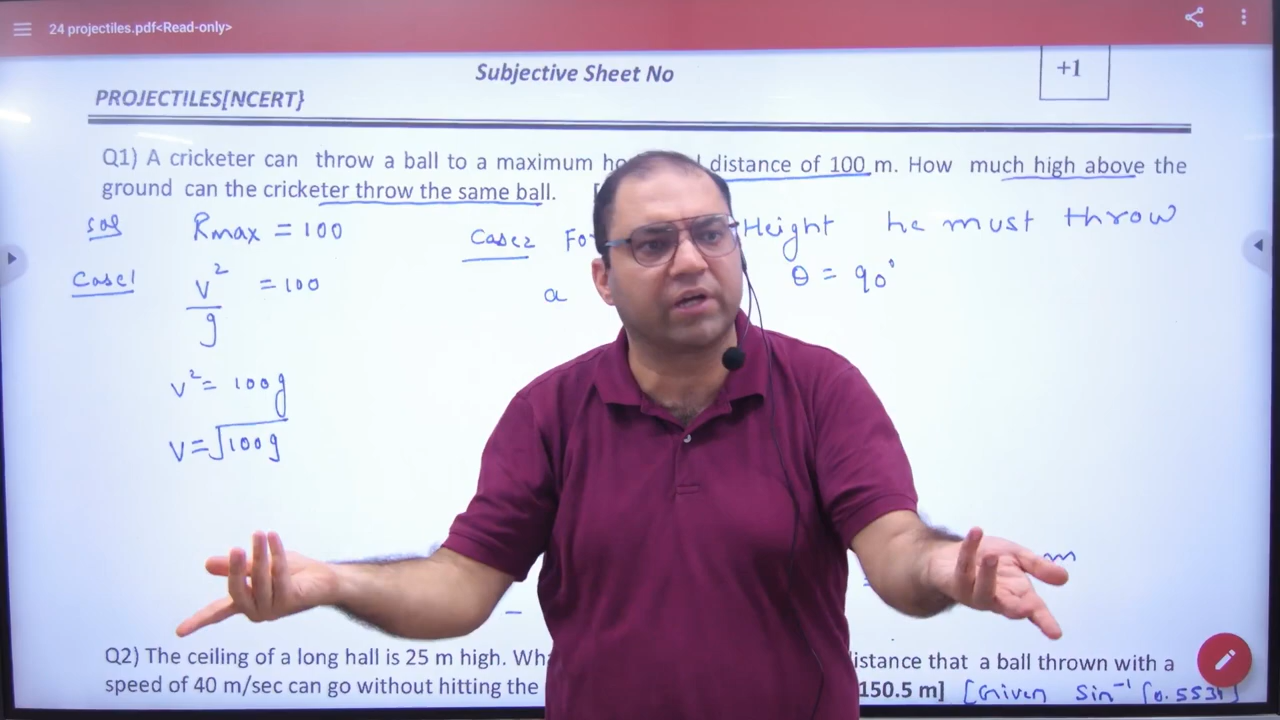 24 projectiles.pdf<Read-only>
Subjective Sheet No
+1
PROJECTILES[NCERT}
Q1) A cricketer can throw a ball to a maximum distance of 100 m. How much high above the
ground can the cricketer throw the same ball. [
Sol Rmax = 100
Case1 v²/g = 100
Case2 Height he must throw
a θ = 90°
v² = 100g
v = √100g
m
Q2) The ceiling of a long hall is 25 m high. distance that a ball thrown with a
speed of 40 m/sec can go without hitting the 150.5 m] [Given Sin⁻¹ (0.553)]